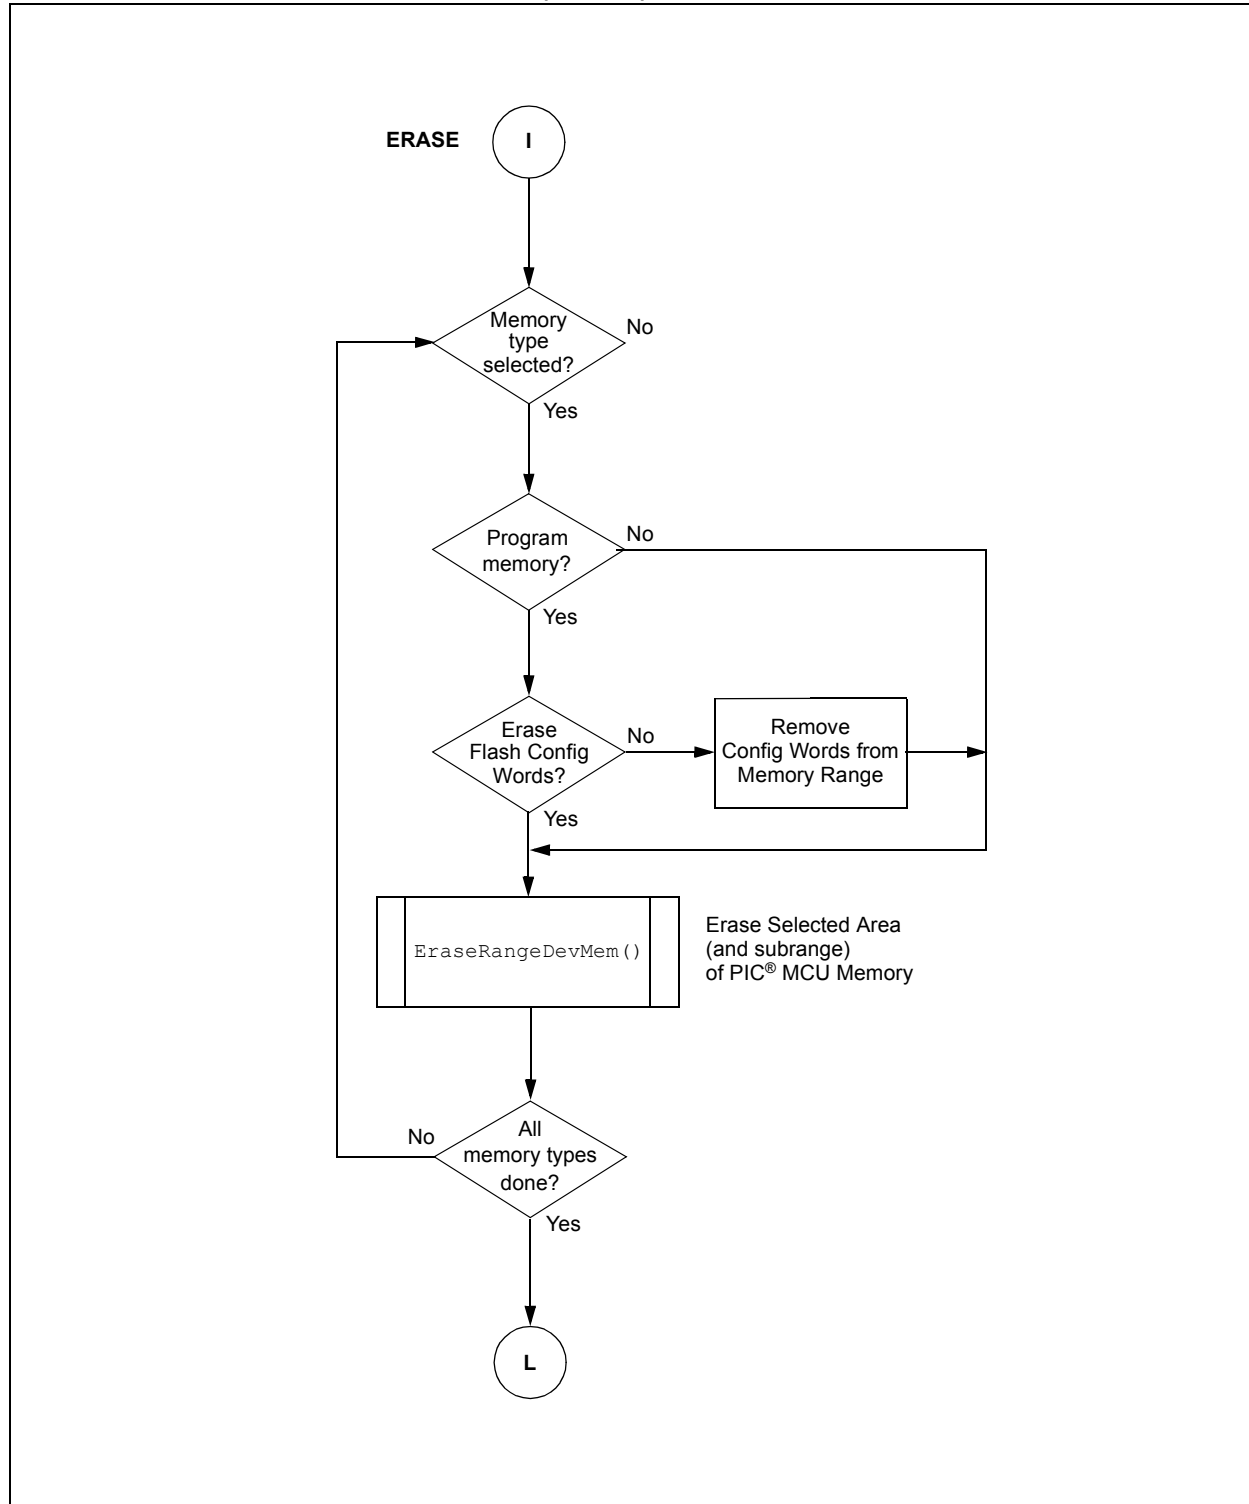 ERASE
I
Memory
type
selected?
No
Yes
Program
memory?
No
Yes
Erase
Flash Config
Words?
No
Remove
Config Words from
Memory Range
Yes
EraseRangeDevMem()
Erase Selected Area
(and subrange)
of PIC® MCU Memory
No
All
memory types
done?
Yes
L